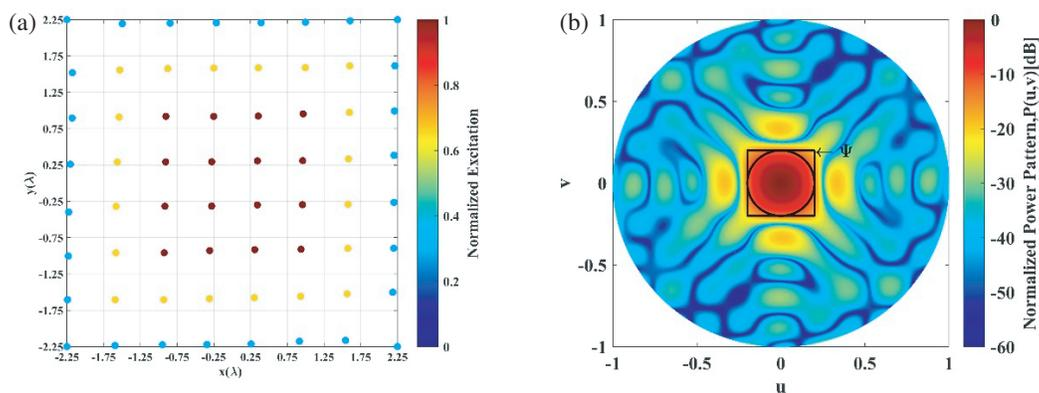 (a)
2.25
1.75
1.25
0.75
0.25
-0.25
-0.75
-1.25
-1.75
-2.25
y(λ)
-2.25 -1.75 -1.25 -0.75 -0.25 0.25 0.75 1.25 1.75 2.25
x(λ)
1
0.8
0.6
0.4
0.2
0
Normalized Excitation
(b)
1
0.5
0
-0.5
-1
v
-1 -0.5 0 0.5 1
u
Ψ
0
-10
-20
-30
-40
-50
-60
Normalized Power Pattern,P(u,v)[dB]